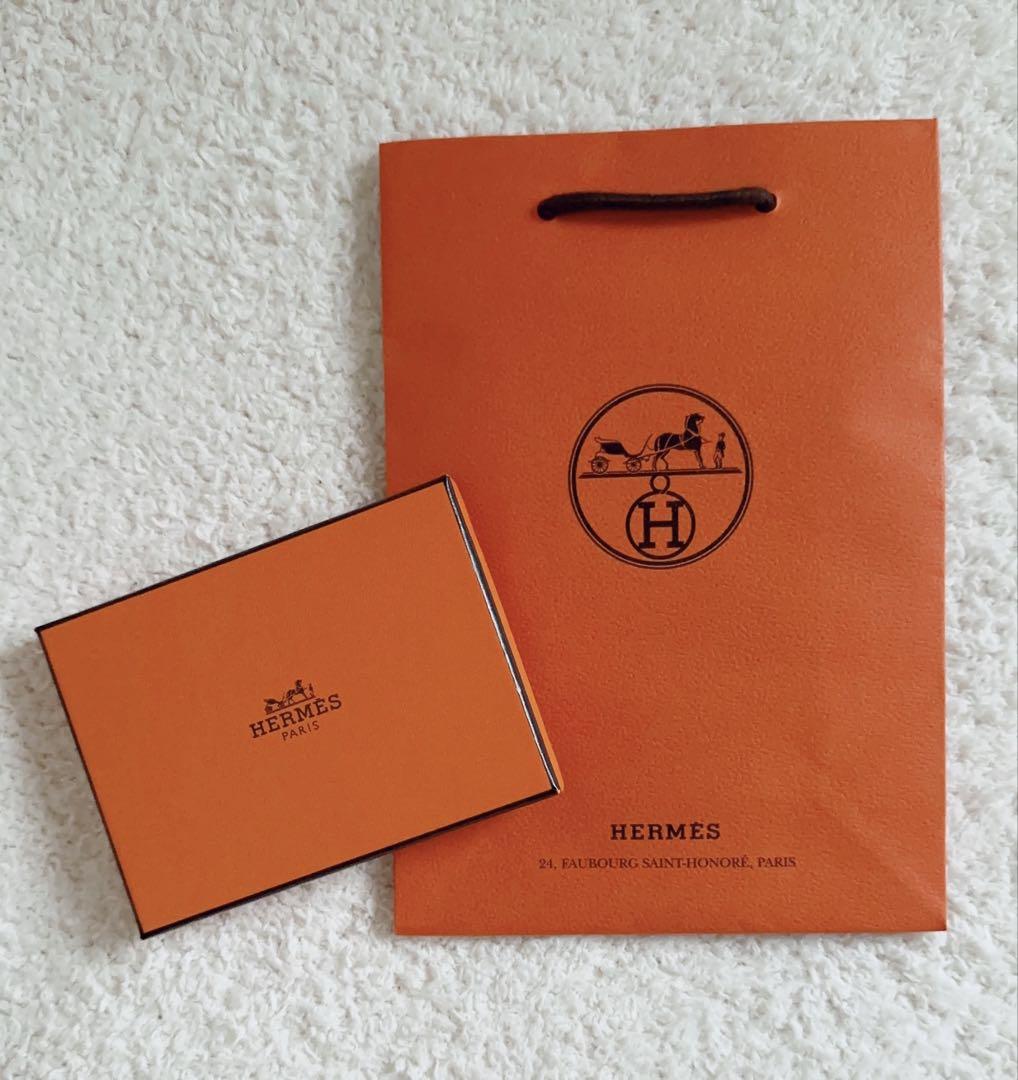 H
HERMÈS
24, FAUBOURG SAINT-HONORÉ, PARIS
HERMÈS
PARIS